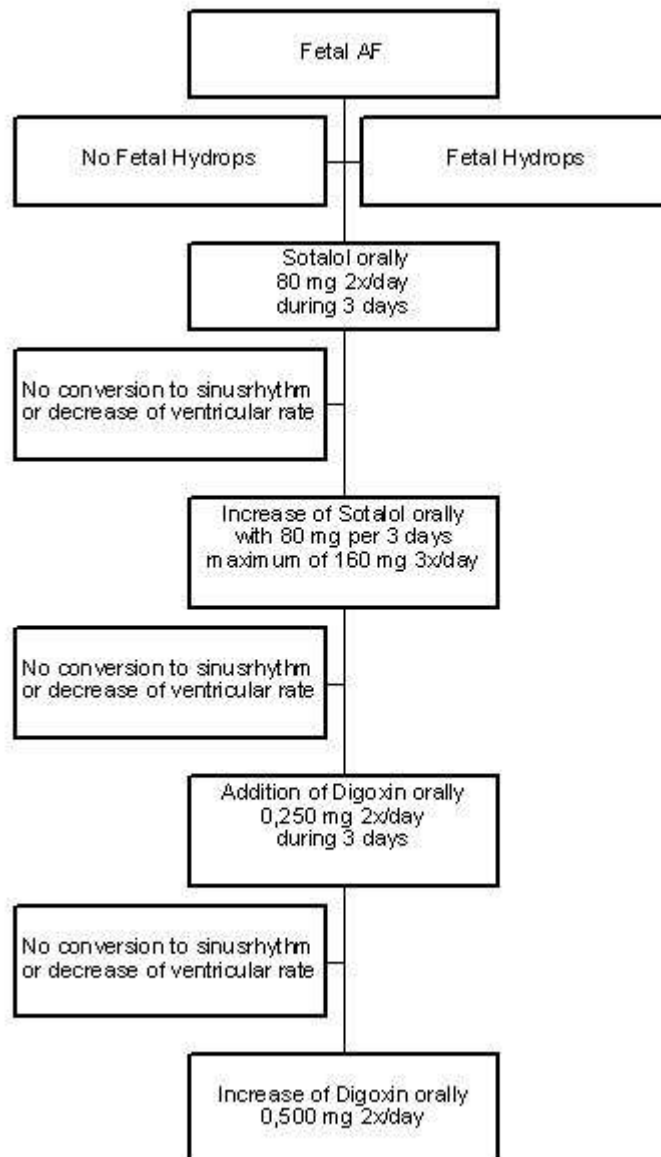 Fetal AF
No Fetal Hydrops
Fetal Hydrops
Sotalol orally
80 mg 2x/day
during 3 days
No conversion to sinusrhythm
or decrease of ventricular rate
Increase of Sotalol orally
with 80 mg per 3 days
maximum of 160 mg 3x/day
No conversion to sinusrhythm
or decrease of ventricular rate
Addition of Digoxin orally
0,250 mg 2x/day
during 3 days
No conversion to sinusrhythm
or decrease of ventricular rate
Increase of Digoxin orally
0,500 mg 2x/day